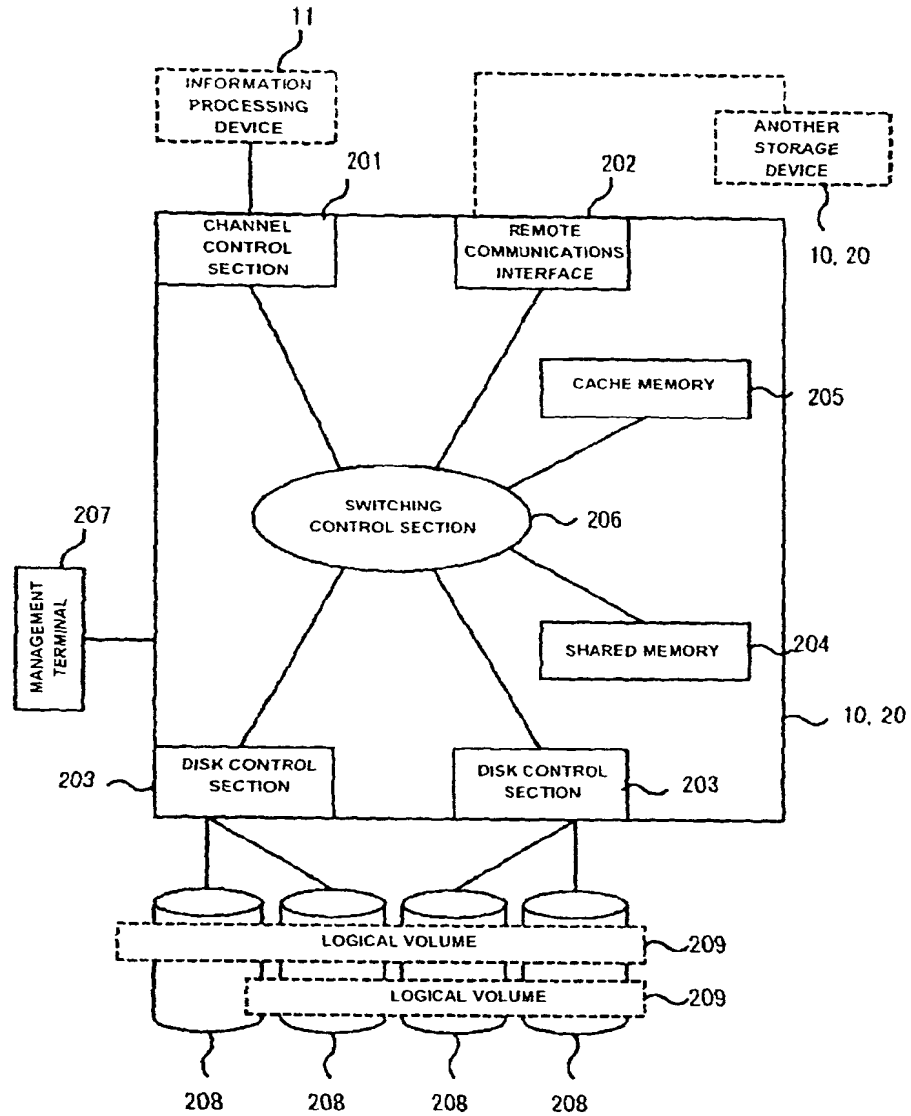 11
INFORMATION
PROCESSING
DEVICE
ANOTHER
STORAGE
DEVICE
201
202
10, 20
CHANNEL
CONTROL
SECTION
REMOTE
COMMUNICATIONS
INTERFACE
CACHE MEMORY
205
SWITCHING
CONTROL SECTION
206
207
MANAGEMENT
TERMINAL
SHARED MEMORY
204
10, 20
203
DISK CONTROL
SECTION
DISK CONTROL
SECTION
203
LOGICAL VOLUME
209
LOGICAL VOLUME
209
208
208
208
208